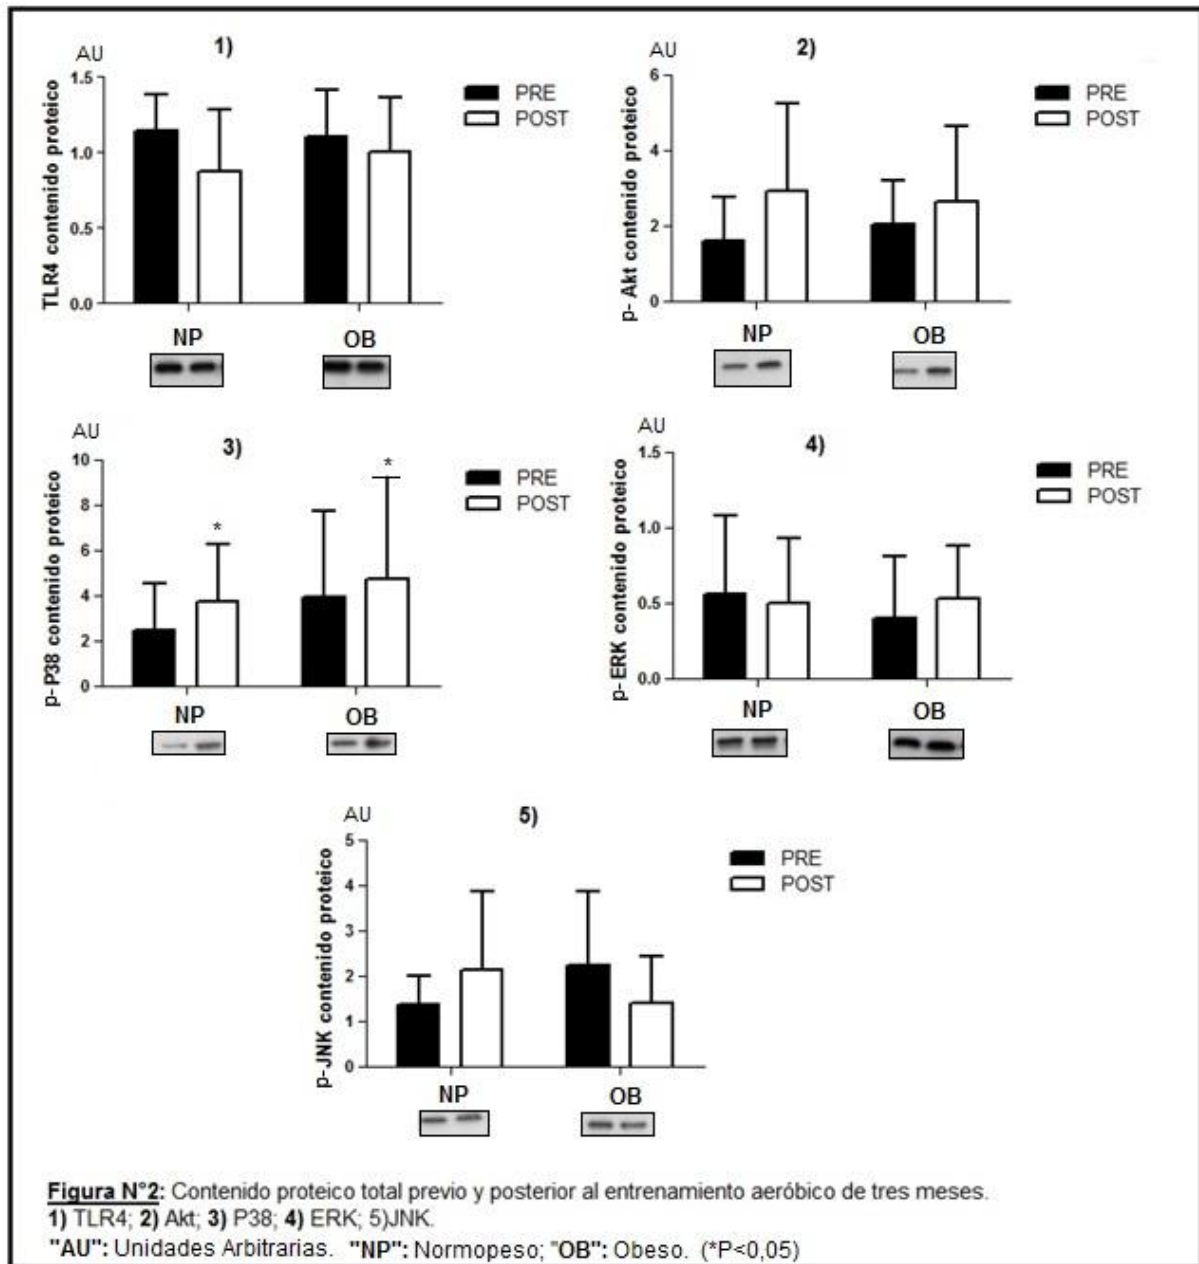 AU
1)
TLR4 contenido proteico
1.5
1.0
0.5
0.0
PRE
POST
NP
OB
AU
2)
p- Akt contenido proteico
6
4
2
0
PRE
POST
NP
OB
AU
3)
p-P38 contenido proteico
10
8
6
4
2
0
*
*
PRE
POST
NP
OB
AU
4)
p-ERK contenido proteico
1.5
1.0
0.5
0.0
PRE
POST
NP
OB
AU
5)
p-JNK contenido proteico
5
4
3
2
1
0
PRE
POST
NP
OB
Figura N°2: Contenido proteico total previo y posterior al entrenamiento aeróbico de tres meses.
1) TLR4; 2) Akt; 3) P38; 4) ERK; 5)JNK.
"AU": Unidades Arbitrarias. "NP": Normopeso; "OB": Obeso. (*P<0,05)